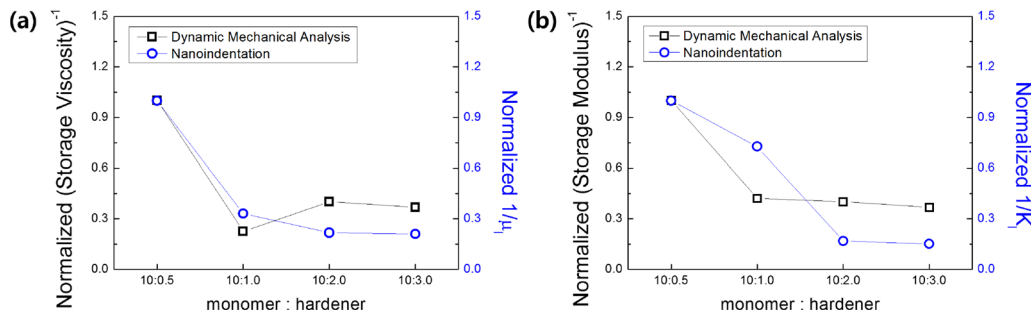 (a)
Normalized (Storage Viscosity)⁻¹
1.5
1.2
0.9
0.6
0.3
0.0
Dynamic Mechanical Analysis
Nanoindentation
10:0.5 10:1.0 10:2.0 10:3.0
monomer : hardener
1.5
1.2
0.9
0.6
0.3
0.0
Normalized 1/μI
(b)
Normalized (Storage Modulus)⁻¹
1.5
1.2
0.9
0.6
0.3
0.0
Dynamic Mechanical Analysis
Nanoindentation
10:0.5 10:1.0 10:2.0 10:3.0
monomer : hardener
1.5
1.2
0.9
0.6
0.3
0.0
Normalized 1/KI